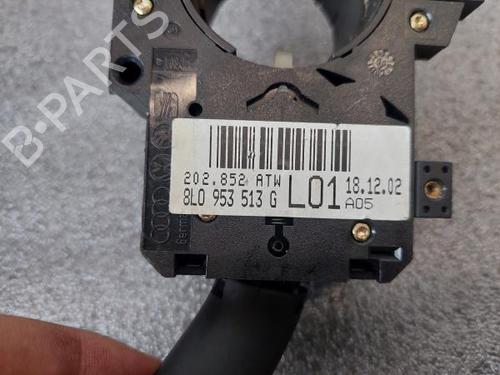 202.852 ATW
8L0 953 513 G
L01
18.12.02
A05
B-PARTS